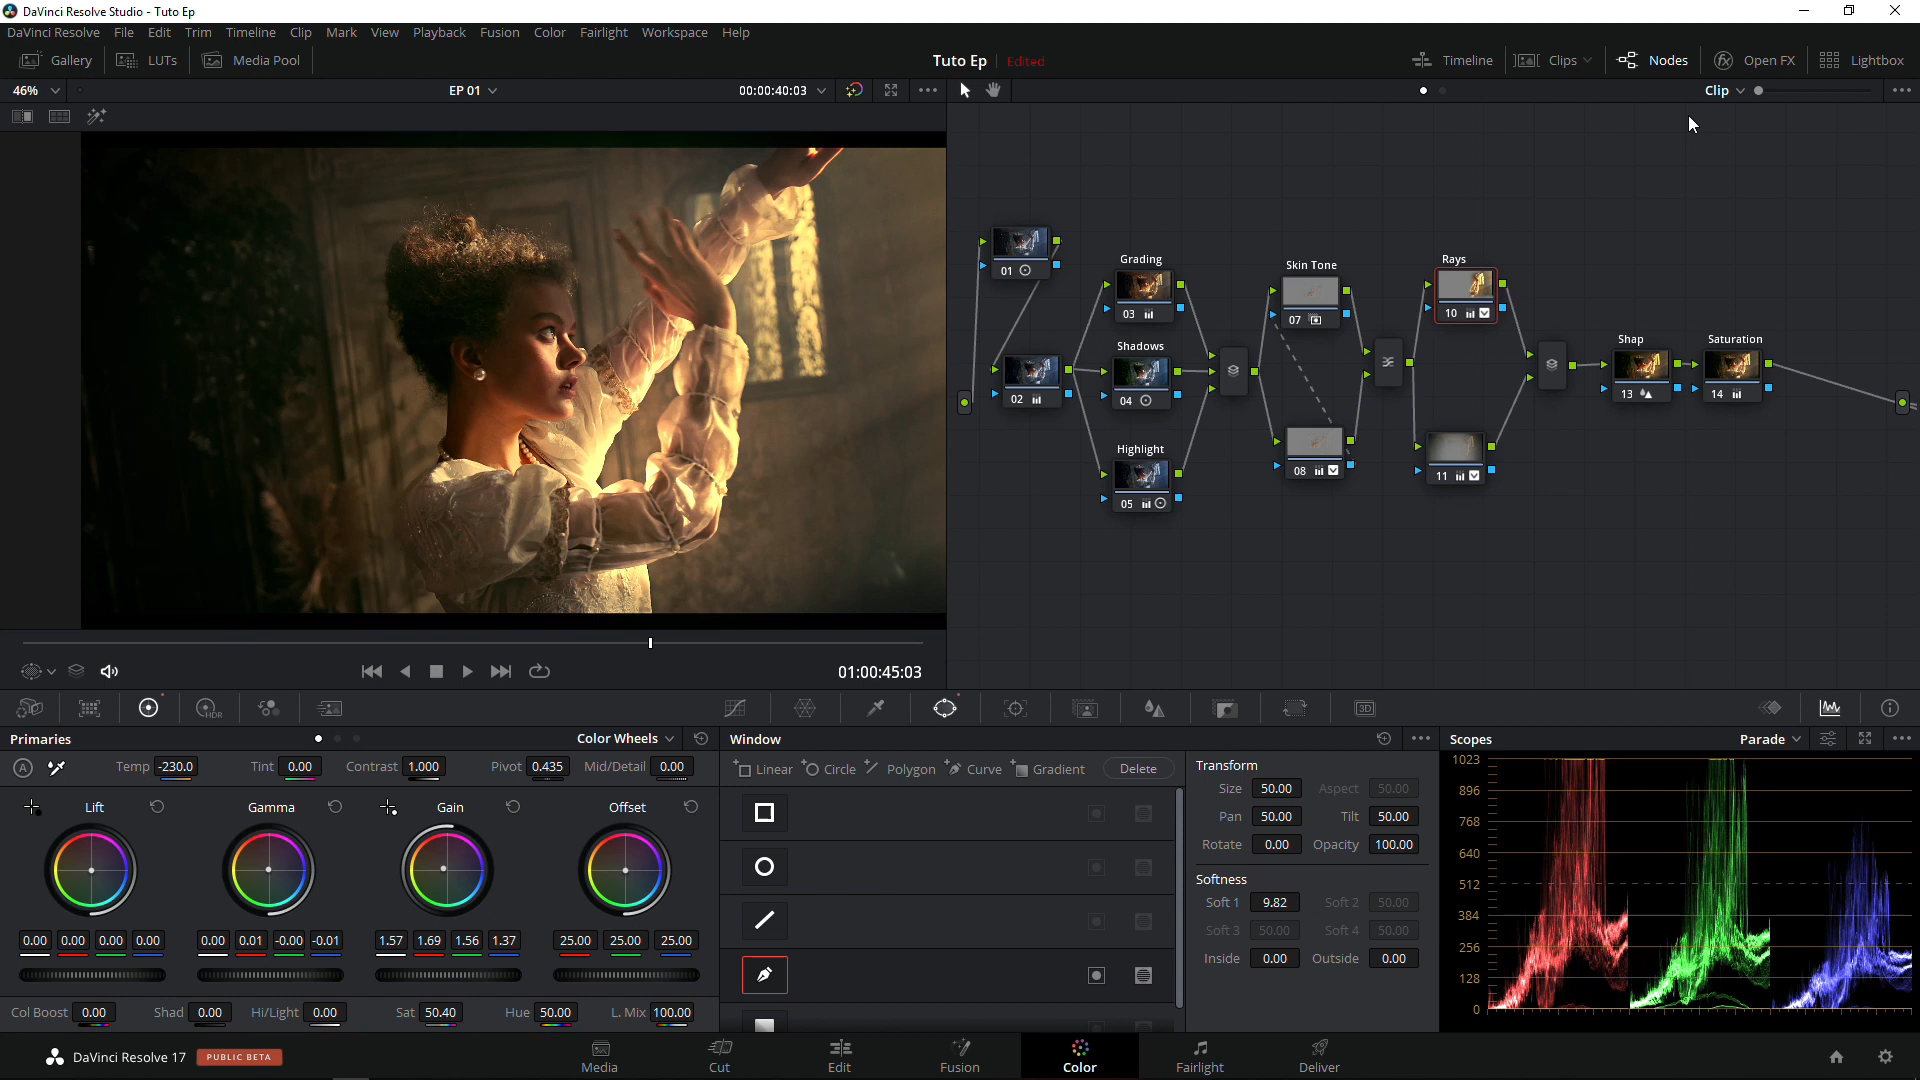 DaVinci Resolve Studio - Tuto Ep
DaVinci Resolve File Edit Trim Timeline Clip Mark View Playback Fusion Color Fairlight Workspace Help
Gallery LUTs Media Pool Tuto Ep Edited Timeline Clips Nodes Open FX Lightbox
46% EP 01 00:00:40:03 Clip
01
Grading
03
Skin Tone
07
Rays
10
Shadows
02
04
Shap
13
Saturation
14
Highlight
05
08
11
01:00:45:03
HDR
3D
Primaries Color Wheels Window Scopes Parade
A Temp -230.0 Tint 0.00 Contrast 1.000 Pivot 0.435 Mid/Detail 0.00
Linear Circle Polygon Curve Gradient Delete
Lift Gamma Gain Offset
0.00 0.00 0.00 0.00 0.00 0.01 -0.00 -0.01 1.57 1.69 1.56 1.37 25.00 25.00 25.00
Col Boost 0.00 Shad 0.00 Hi/Light 0.00 Sat 50.40 Hue 50.00 L. Mix 100.00
Transform
Size 50.00 Aspect 50.00
Pan 50.00 Tilt 50.00
Rotate 0.00 Opacity 100.00
Softness
Soft 1 9.82 Soft 2 50.00
Soft 3 50.00 Soft 4 50.00
Inside 0.00 Outside 0.00
1023
896
768
640
512
384
256
128
0
DaVinci Resolve 17 PUBLIC BETA Media Cut Edit Fusion Color Fairlight Deliver